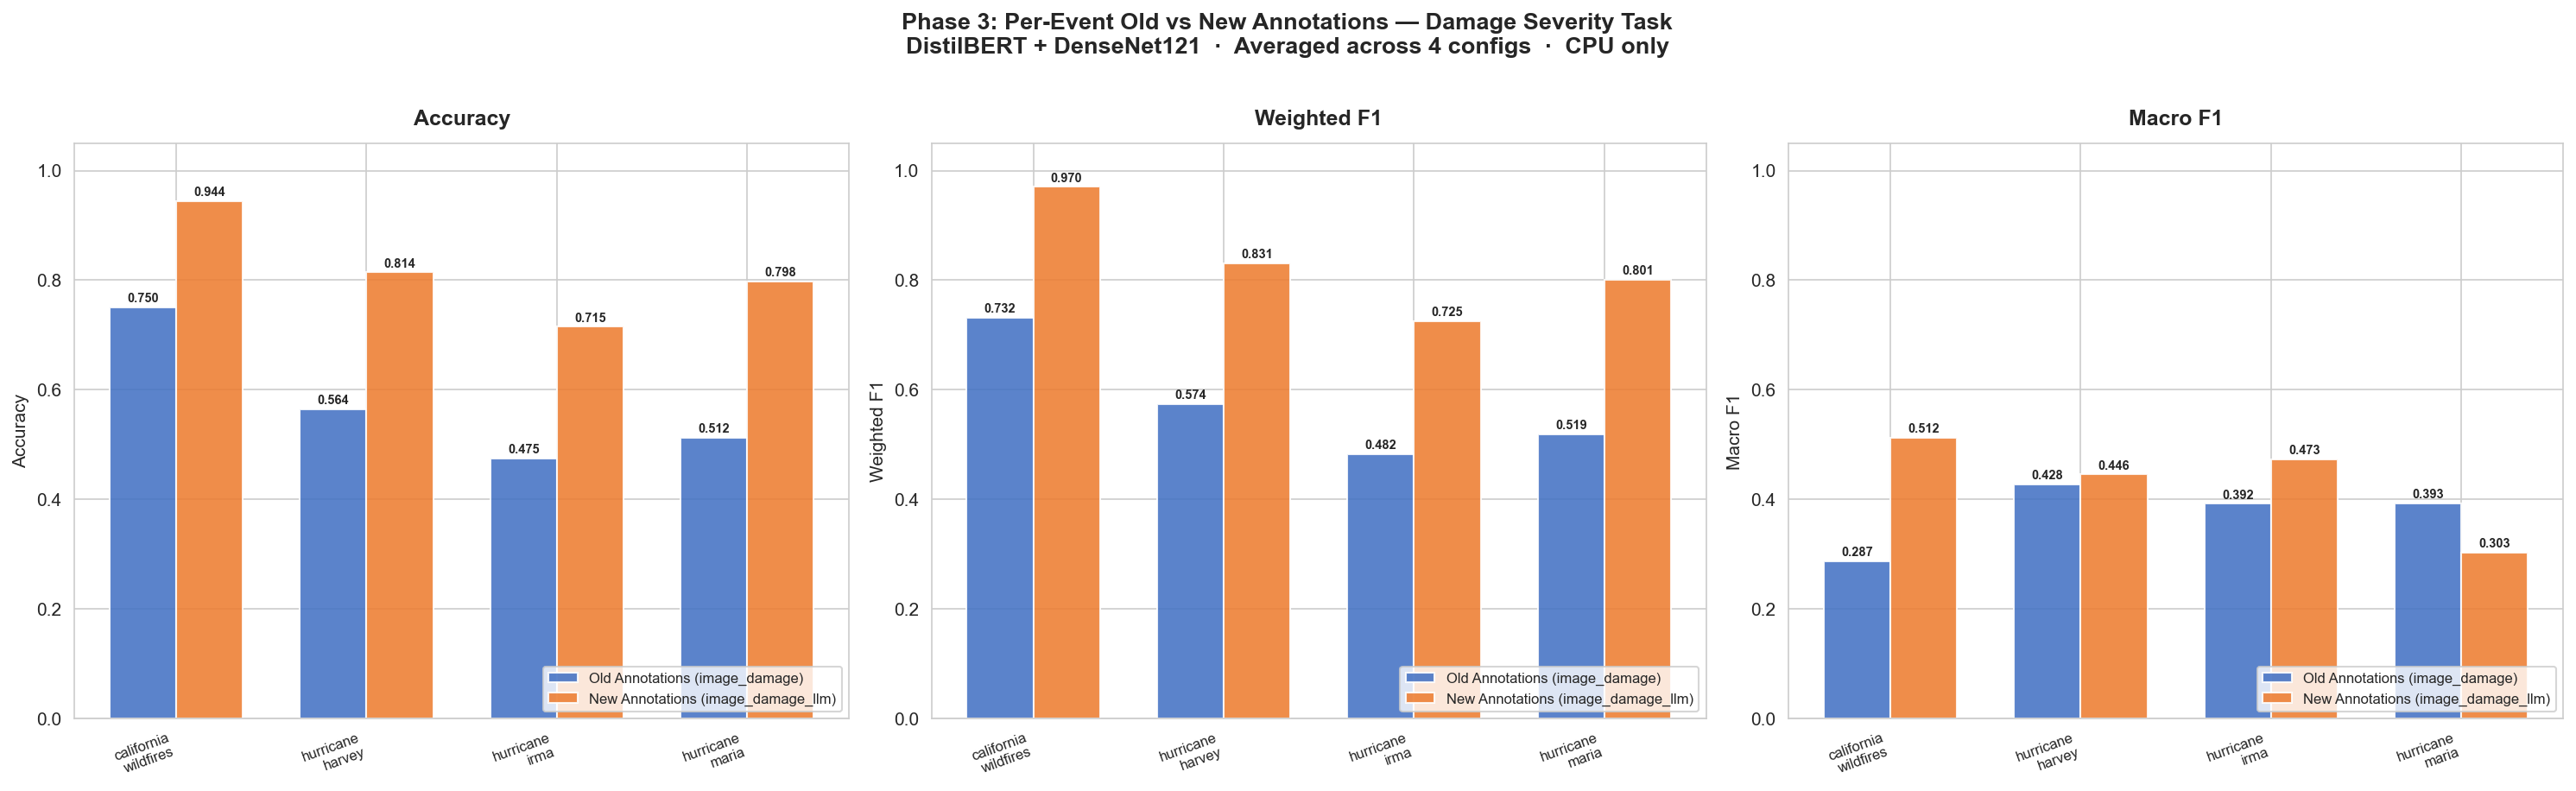 Phase 3: Per-Event Old vs New Annotations — Damage Severity Task
DistilBERT + DenseNet121 · Averaged across 4 configs · CPU only
Accuracy
Accuracy
1.0
0.8
0.6
0.4
0.2
0.0
0.750
0.944
0.564
0.814
0.475
0.715
0.512
0.798
Old Annotations (image_damage)
New Annotations (image_damage_llm)
california
wildfires
hurricane
harvey
hurricane
irma
hurricane
maria
Weighted F1
Weighted F1
1.0
0.8
0.6
0.4
0.2
0.0
0.732
0.970
0.574
0.831
0.482
0.725
0.519
0.801
Old Annotations (image_damage)
New Annotations (image_damage_llm)
california
wildfires
hurricane
harvey
hurricane
irma
hurricane
maria
Macro F1
Macro F1
1.0
0.8
0.6
0.4
0.2
0.0
0.287
0.512
0.428
0.446
0.392
0.473
0.393
0.303
Old Annotations (image_damage)
New Annotations (image_damage_llm)
california
wildfires
hurricane
harvey
hurricane
irma
hurricane
maria